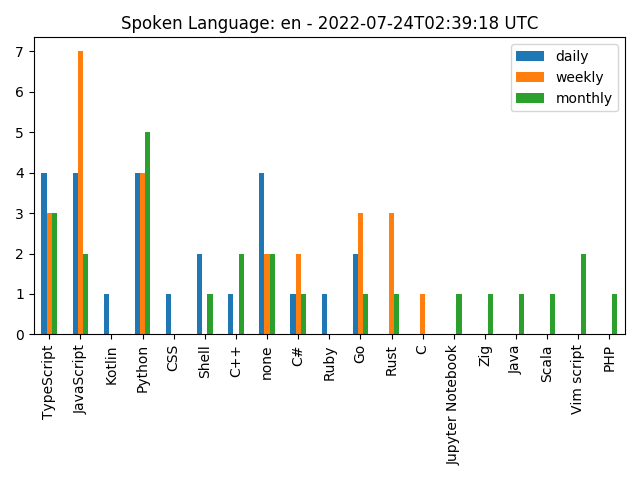 Spoken Language: en - 2022-07-24T02:39:18 UTC
daily
weekly
monthly
7
6
5
4
3
2
1
0
TypeScript
JavaScript
Kotlin
Python
CSS
Shell
C++
none
C#
Ruby
Go
Rust
C
Jupyter Notebook
Zig
Java
Scala
Vim script
PHP